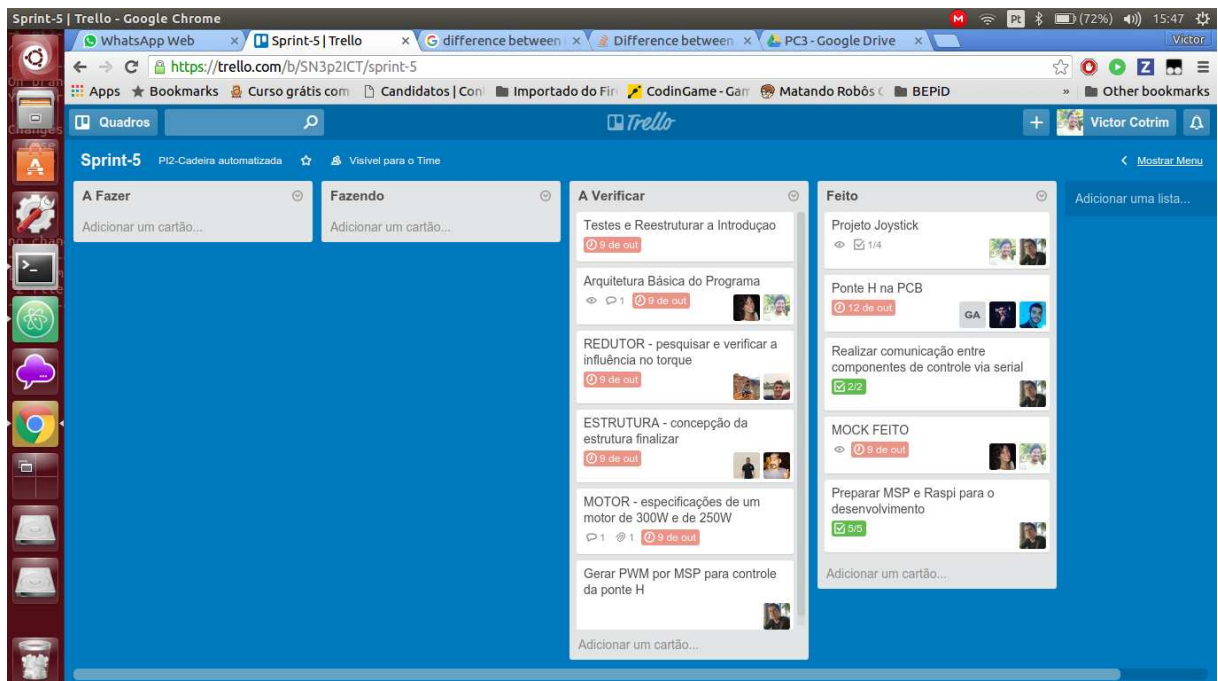 Sprint-5 | Trello - Google Chrome
M Pt (72%) 15:47
WhatsApp Web
Sprint-5 | Trello
difference between
Difference between
PC3 - Google Drive
Victor
https://trello.com/b/SN3p2ICT/sprint-5
Apps Bookmarks Curso grátis com Candidatos | Con Importado do Fir CodinGame - Gam Matando Robôs BEPiD » Other bookmarks
Quadros
Trello
Victor Cotrim
Sprint-5 PI2-Cadeira automatizada Visível para o Time
Mostrar Menu
A Fazer
Adicionar um cartão...
Fazendo
Adicionar um cartão...
A Verificar
Testes e Reestruturar a Introduçao
9 de out
Arquitetura Básica do Programa
1 9 de out
REDUTOR - pesquisar e verificar a
influência no torque
9 de out
ESTRUTURA - concepção da
estrutura finalizar
9 de out
MOTOR - especificações de um
motor de 300W e de 250W
1 1 9 de out
Gerar PWM por MSP para controle
da ponte H
Adicionar um cartão...
Feito
Projeto Joystick
1/4
Ponte H na PCB
12 de out
GA
Realizar comunicação entre
componentes de controle via serial
2/2
MOCK FEITO
9 de out
Preparar MSP e Raspi para o
desenvolvimento
5/5
Adicionar um cartão...
Adicionar uma lista...